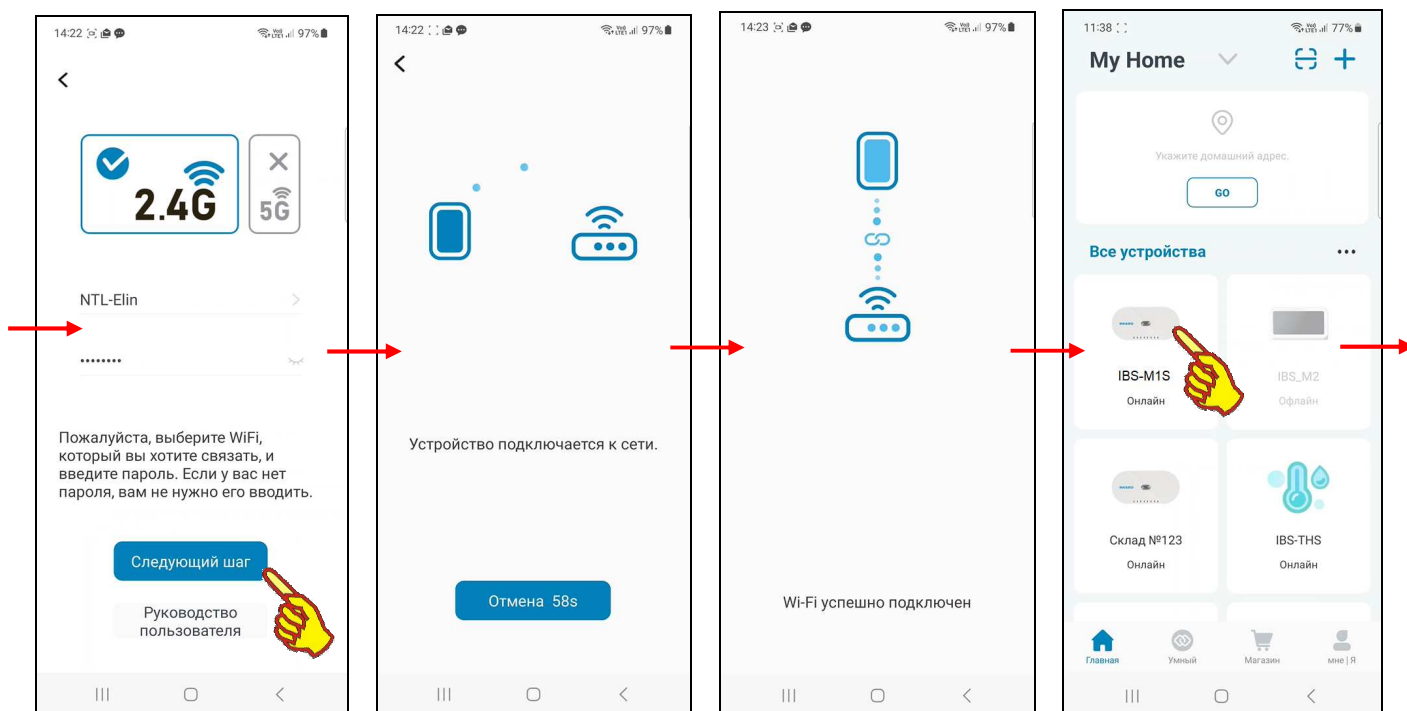 14:22
97%
2.4G
5G
NTL-Elin
••••••••
Пожалуйста, выберите WiFi,
который вы хотите связать, и
введите пароль. Если у вас нет
пароля, вам не нужно его вводить.
Следующий шаг
Руководство
пользователя
14:22
97%
Устройство подключается к сети.
Отмена 58s
14:23
97%
Wi-Fi успешно подключен
11:38
77%
My Home
Укажите домашний адрес.
GO
Все устройства
IBS-M1S
Онлайн
IBS_M2
Офлайн
Склад №123
Онлайн
IBS-THS
Онлайн
Главная
Умный
Магазин
мне | Я